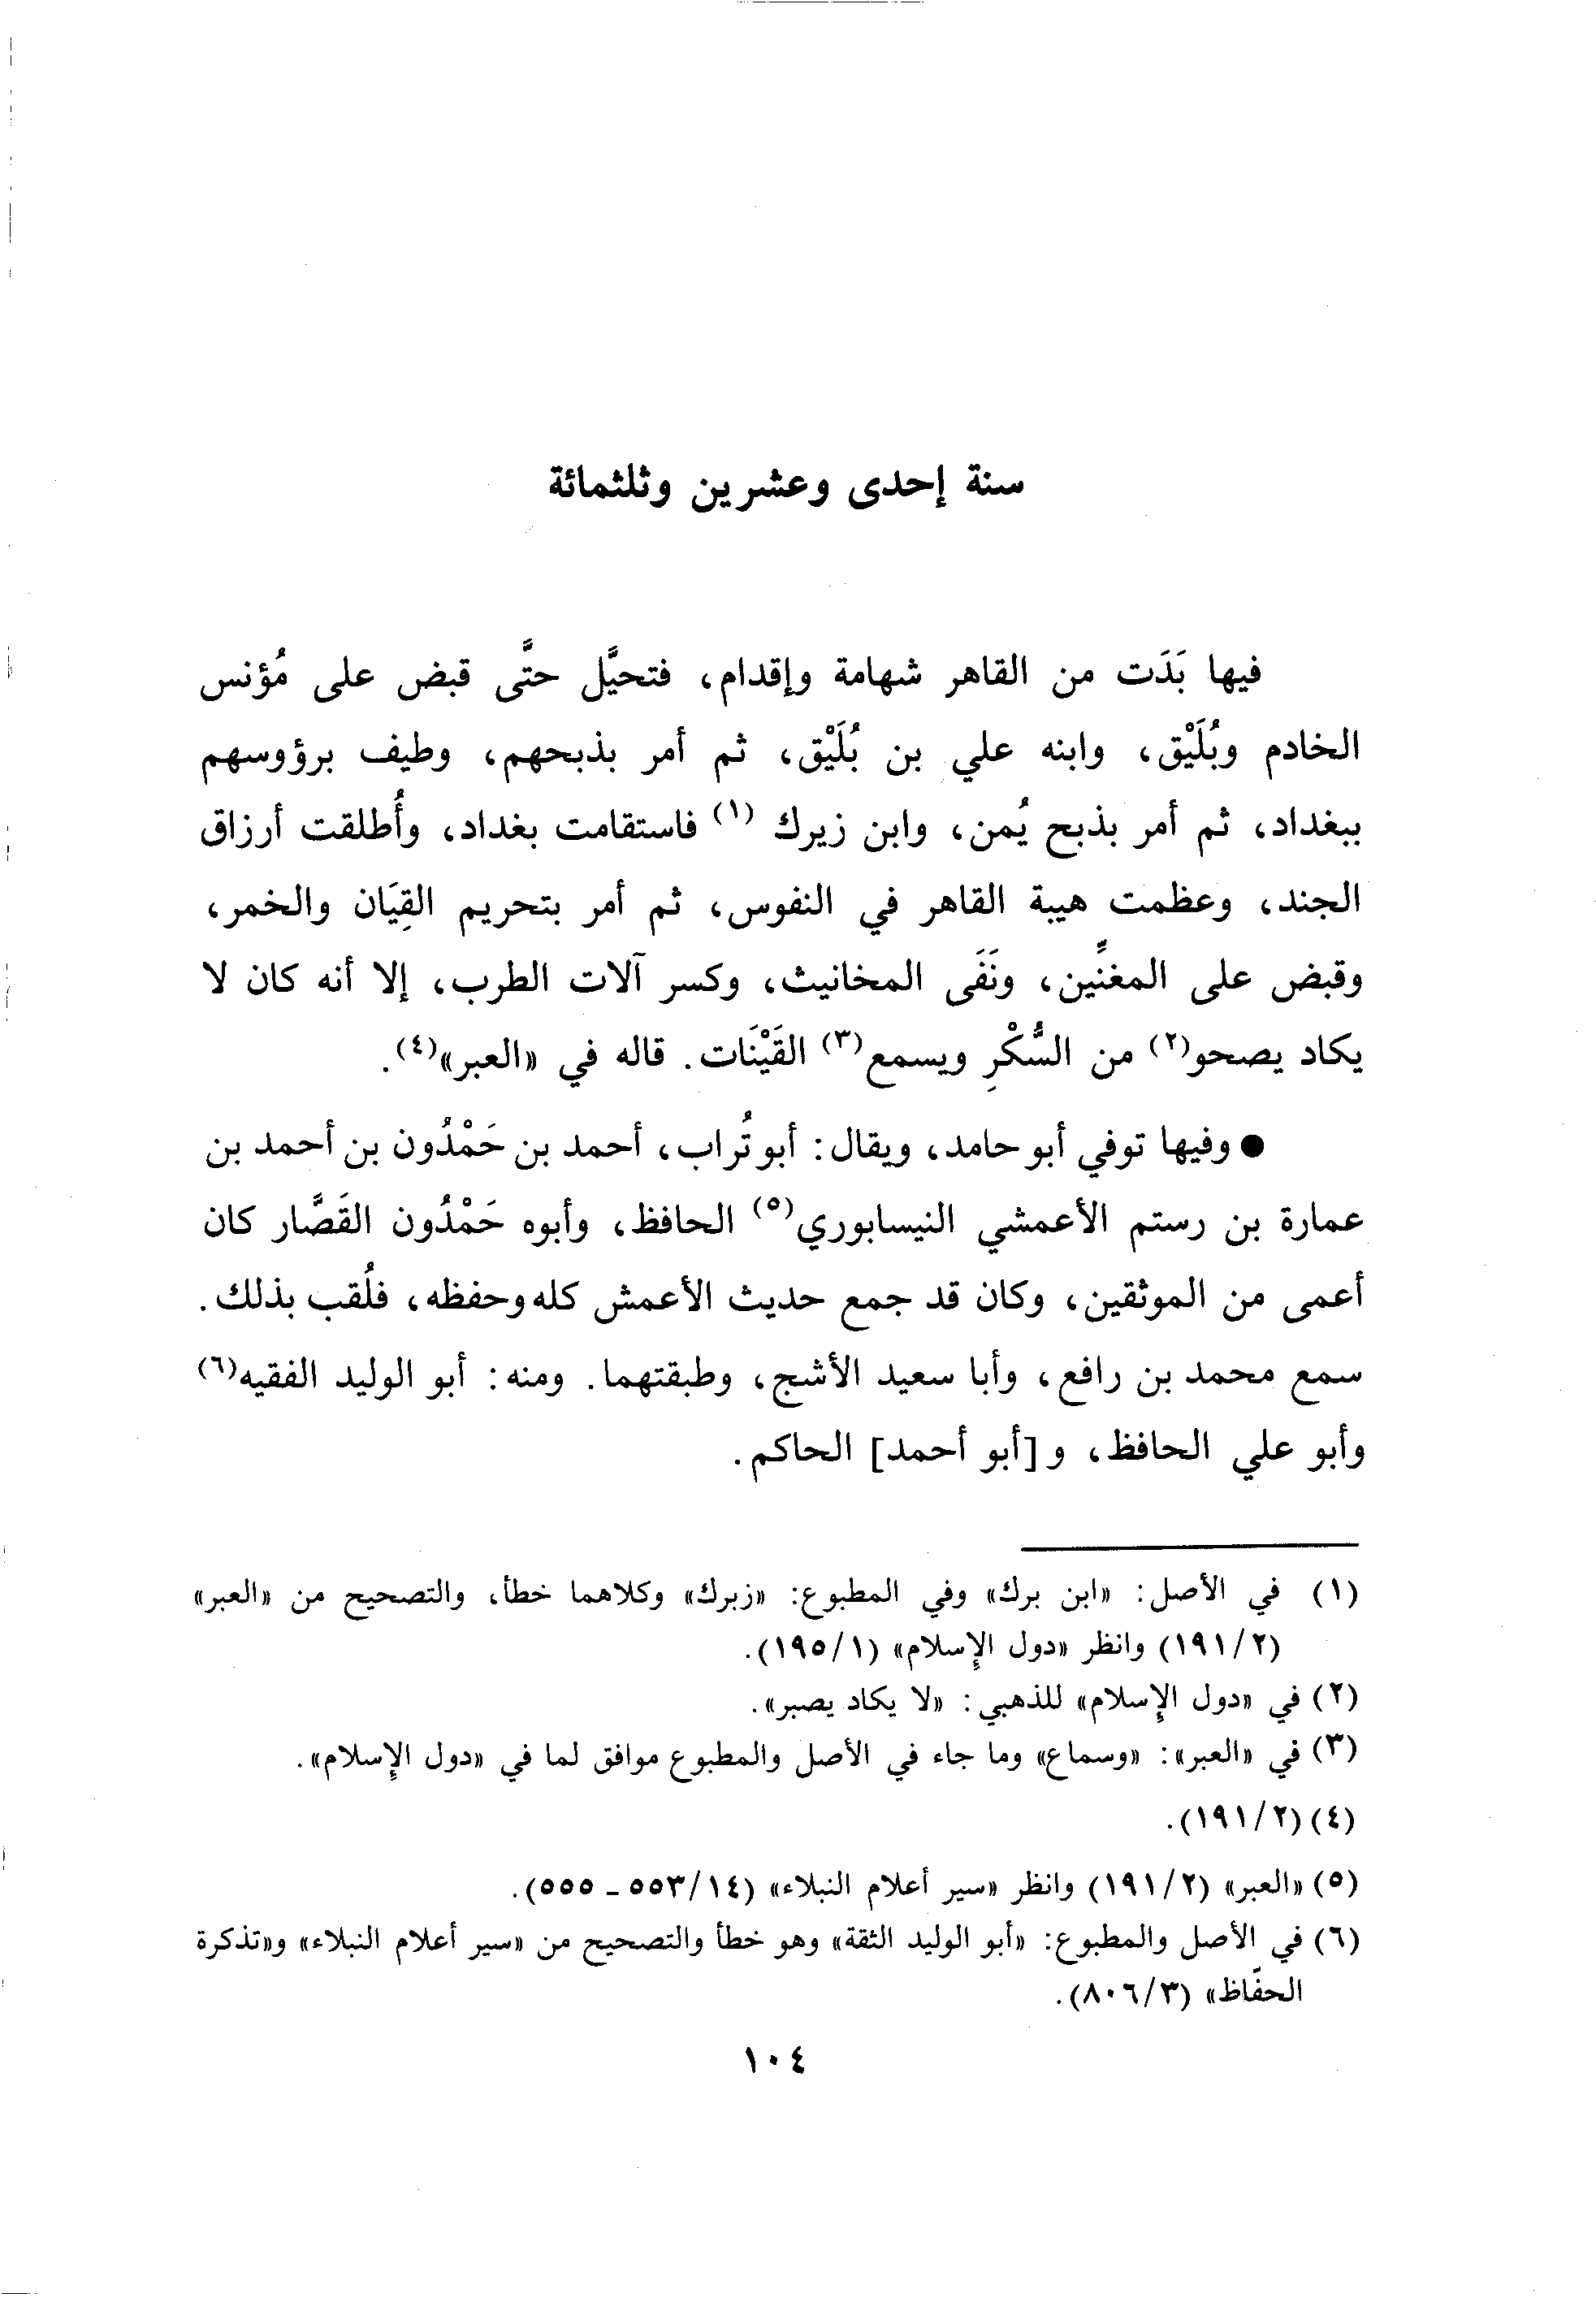 سنة إحدى وعشرين وثلثمائة
فيها بَدَت من القاهر شهامة وإقدام، فتحيَّل حتَّى قبض على مُؤنس
الخادم وبُلَيْق، وابنه علي بن بُلَيْق، ثم أمر بذبحهم، وطيف برؤوسهم
ببغداد، ثم أمر بذبح يُمن، وابن زيرك (١) فاستقامت بغداد، وأُطلقت أرزاق
الجند، وعظمت هيبة القاهر في النفوس، ثم أمر بتحريم القِيَان والخمر،
وقبض على المغنِّين، ونَفَى المخانيث، وكسر آلات الطرب، إلا أنه كان لا
يكاد يصحو(٢) من السُّكْرِ ويسمع(٣) القَيْنَات. قاله في «العبر»(٤).
● وفيها توفي أبو حامد، ويقال: أبو تُراب، أحمد بن حَمْدُون بن أحمد بن
عمارة بن رستم الأعمشي النيسابوري(٥) الحافظ، وأبوه حَمْدُون القَصَّار كان
أعمى من الموثقين، وكان قد جمع حديث الأعمش كله وحفظه، فلُقب بذلك.
سمع محمد بن رافع، وأبا سعيد الأشج، وطبقتهما. ومنه: أبو الوليد الفقيه(٦)
وأبو علي الحافظ، و [أبو أحمد] الحاكم.
(١) في الأصل: «ابن برك» وفي المطبوع: «زبرك» وكلاهما خطأ، والتصحيح من «العبر»
(٢/١٩١) وانظر «دول الإسلام» (١/١٩٥).
(٢) في «دول الإسلام» للذهبي: «لا يكاد يصبر».
(٣) في «العبر»: «وسماع» وما جاء في الأصل والمطبوع موافق لما في «دول الإسلام».
(٤) (٢/١٩١).
(٥) «العبر» (٢/١٩١) وانظر «سير أعلام النبلاء» (١٤/٥٥٣ ـ ٥٥٥).
(٦) في الأصل والمطبوع: «أبو الوليد الثقة» وهو خطأ والتصحيح من «سير أعلام النبلاء» و«تذكرة
الحفَّاظ» (٣/٨٠٦).
١٠٤